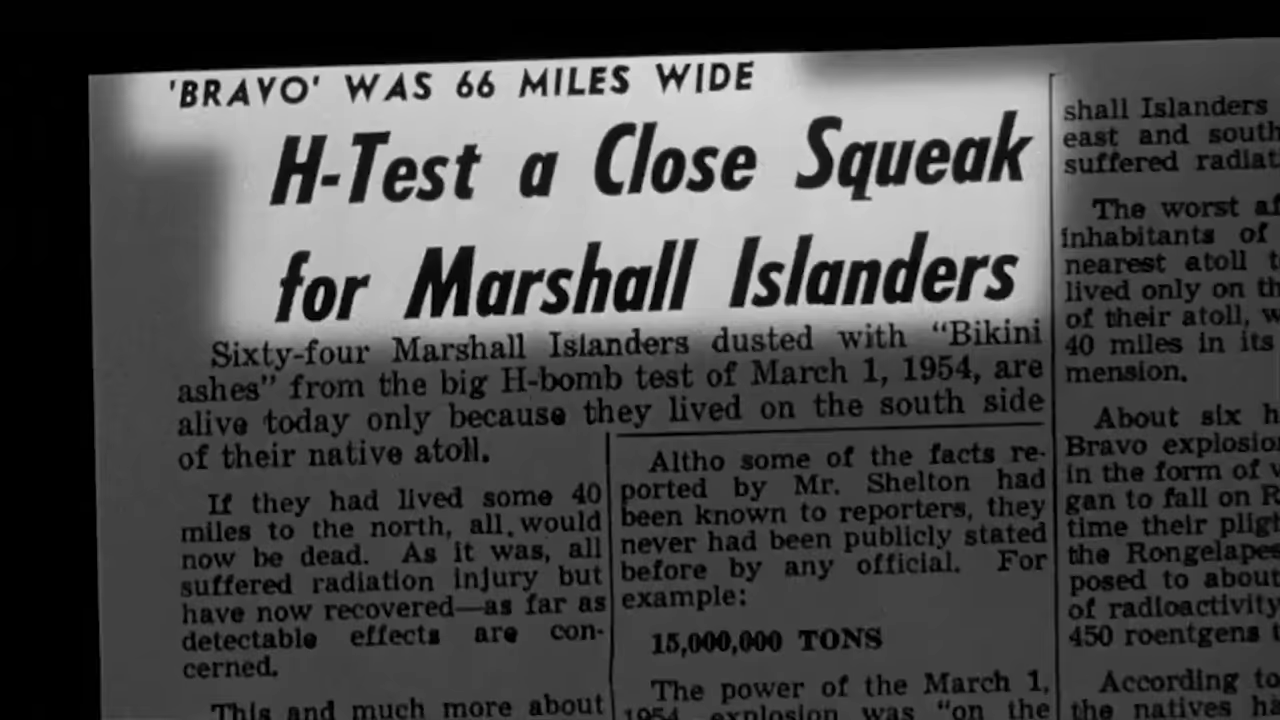 'BRAVO' WAS 66 MILES WIDE
H-Test a Close Squeak
for Marshall Islanders
Sixty-four Marshall Islanders dusted with "Bikini
ashes" from the big H-bomb test of March 1, 1954, are
alive today only because they lived on the south side
of their native atoll.
If they had lived some 40
miles to the north, all would
now be dead. As it was, all
suffered radiation injury but
have now recovered—as far as
detectable effects are con-
cerned.
This and much more about
Altho some of the facts re-
ported by Mr. Shelton had
been known to reporters, they
never had been publicly stated
before by any official. For
example:
15,000,000 TONS
The power of the March 1,
1954, explosion was "on the
shall Islanders
east and south
suffered
The worst
inhabitants of
nearest atoll
lived only on
of their atoll,
40 miles in its
mension.
About six
Bravo
in the form of
gan to fall on
time their
the
posed to about
of radioactivity
450 roentgens
According to
the natives